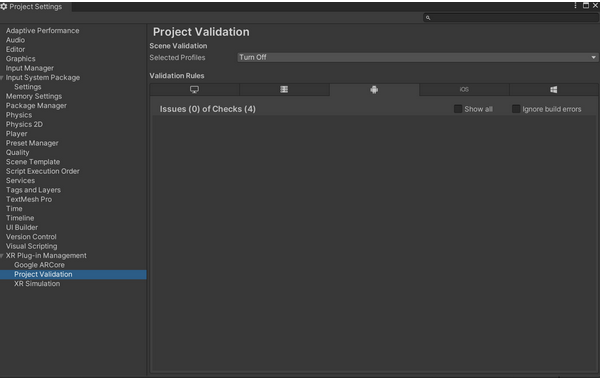 Project Settings
Adaptive Performance
Audio
Editor
Graphics
Input Manager
Input System Package
Settings
Memory Settings
Package Manager
Physics
Physics 2D
Player
Preset Manager
Quality
Scene Template
Script Execution Order
Services
Tags and Layers
TextMesh Pro
Time
Timeline
UI Builder
Version Control
Visual Scripting
XR Plug-in Management
Google ARCore
Project Validation
XR Simulation
Project Validation
Scene Validation
Selected Profiles Turn Off
Validation Rules
iOS
Issues (0) of Checks (4) Show all Ignore build errors